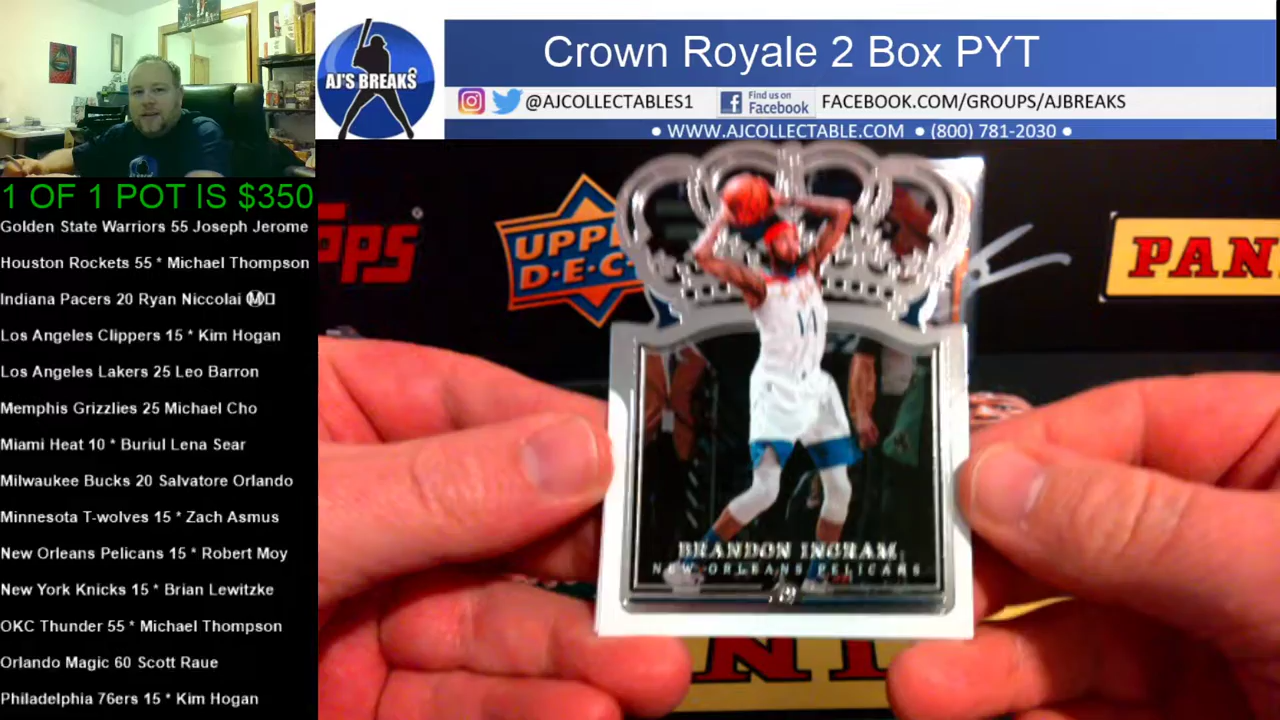 Crown Royale 2 Box PYT
AJ'S BREAKS
@AJCOLLECTABLES1
Find us on
Facebook
FACEBOOK.COM/GROUPS/AJBREAKS
• WWW.AJCOLLECTABLE.COM • (800) 781-2030 •
1 OF 1 POT IS $350
Golden State Warriors 55 Joseph Jerome
Houston Rockets 55 * Michael Thompson
Indiana Pacers 20 Ryan Niccolai Ⓜ
Los Angeles Clippers 15 * Kim Hogan
Los Angeles Lakers 25 Leo Barron
Memphis Grizzlies 25 Michael Cho
Miami Heat 10 * Buriul Lena Sear
Milwaukee Bucks 20 Salvatore Orlando
Minnesota T-wolves 15 * Zach Asmus
New Orleans Pelicans 15 * Robert Moy
New York Knicks 15 * Brian Lewitzke
OKC Thunder 55 * Michael Thompson
Orlando Magic 60 Scott Raue
Philadelphia 76ers 15 * Kim Hogan
pps
UPP
D·E·C
PAN
14
BRANDON INGRAM
NEW ORLEANS PELICANS
PANI